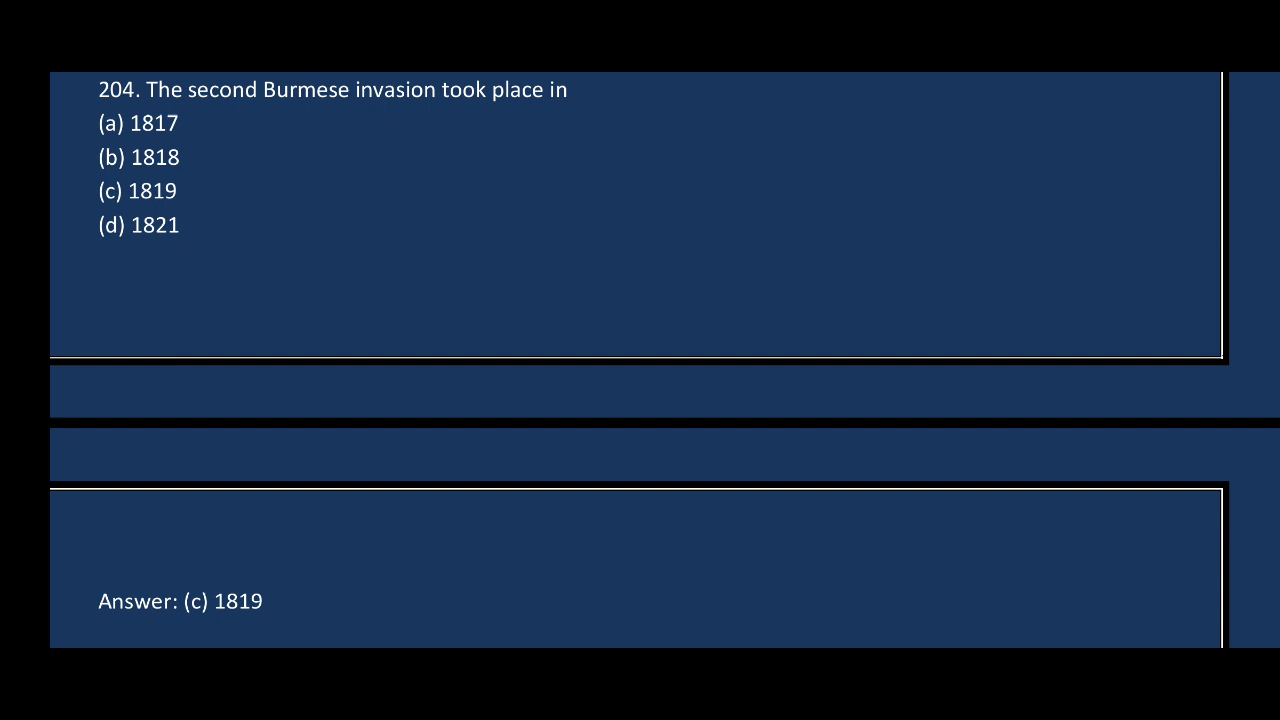 204. The second Burmese invasion took place in
(a) 1817
(b) 1818
(c) 1819
(d) 1821
Answer: (c) 1819